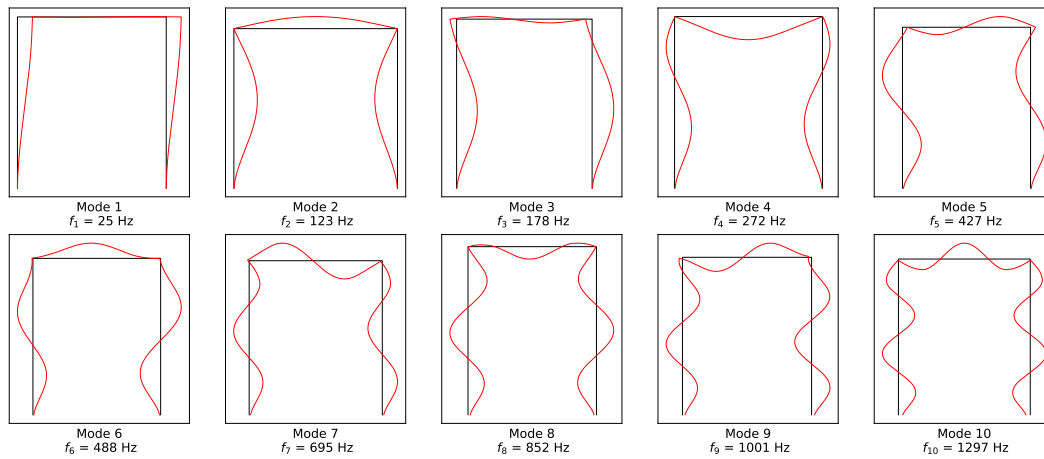 Mode 1
f₁ = 25 Hz
Mode 2
f₂ = 123 Hz
Mode 3
f₃ = 178 Hz
Mode 4
f₄ = 272 Hz
Mode 5
f₅ = 427 Hz
Mode 6
f₆ = 488 Hz
Mode 7
f₇ = 695 Hz
Mode 8
f₈ = 852 Hz
Mode 9
f₉ = 1001 Hz
Mode 10
f₁₀ = 1297 Hz